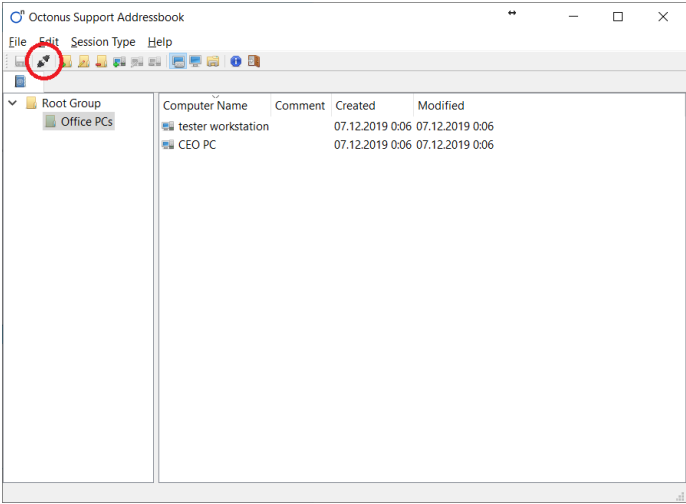 Octonus Support Addressbook
File Edit Session Type Help
Root Group
Office PCs
Computer Name Comment Created Modified
tester workstation 07.12.2019 0:06 07.12.2019 0:06
CEO PC 07.12.2019 0:06 07.12.2019 0:06